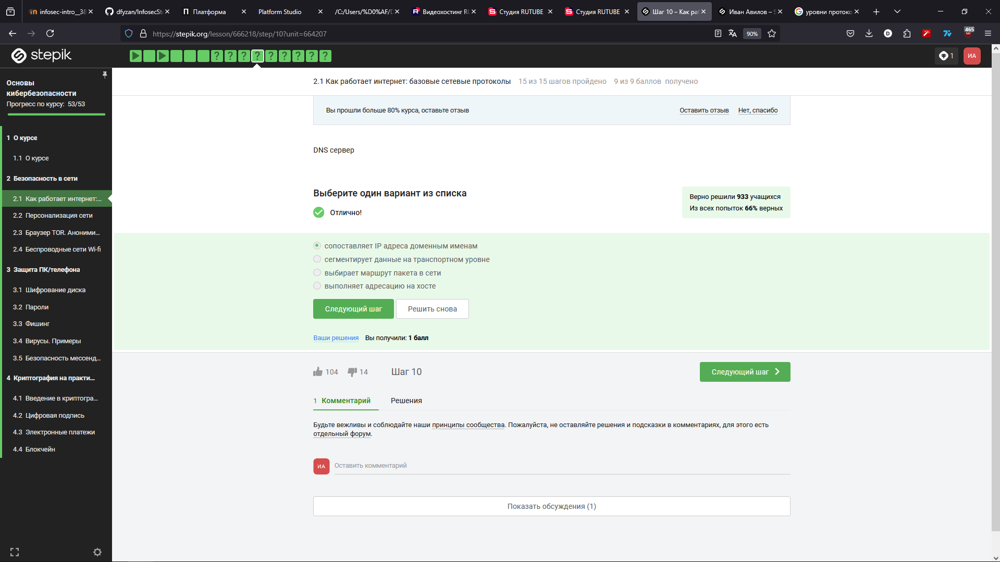 infosec-intro__38
dfyzan/InfosecSte
Платформа
Platform Studio
/C:/Users/%D0%AF/D
Видеохостинг RU
Студия RUTUBE
Студия RUTUBE
Шаг 10 – Как раб
Иван Авилов – S
уровни протоко
https://stepik.org/lesson/666218/step/10?unit=664207
90%
465
stepik
1
ИА
Основы
кибербезопасности
Прогресс по курсу: 53/53
1 О курсе
1.1 О курсе
2 Безопасность в сети
2.1 Как работает интернет:...
2.2 Персонализация сети
2.3 Браузер TOR. Аноними...
2.4 Беспроводные сети Wi-fi
3 Защита ПК/телефона
3.1 Шифрование диска
3.2 Пароли
3.3 Фишинг
3.4 Вирусы. Примеры
3.5 Безопасность мессенд...
4 Криптография на практи...
4.1 Введение в криптогра...
4.2 Цифровая подпись
4.3 Электронные платежи
4.4 Блокчейн
2.1 Как работает интернет: базовые сетевые протоколы 15 из 15 шагов пройдено 9 из 9 баллов получено
Вы прошли больше 80% курса, оставьте отзыв
Оставить отзыв
Нет, спасибо
DNS сервер
Выберите один вариант из списка
Отлично!
Верно решили 933 учащихся
Из всех попыток 66% верных
сопоставляет IP адреса доменным именам
сегментирует данные на транспортном уровне
выбирает маршрут пакета в сети
выполняет адресацию на хосте
Следующий шаг
Решить снова
Ваши решения Вы получили: 1 балл
104
14
Шаг 10
Следующий шаг
1 Комментарий
Решения
Будьте вежливы и соблюдайте наши принципы сообщества. Пожалуйста, не оставляйте решения и подсказки в комментариях, для этого есть
отдельный форум.
ИА
Оставить комментарий
Показать обсуждения (1)